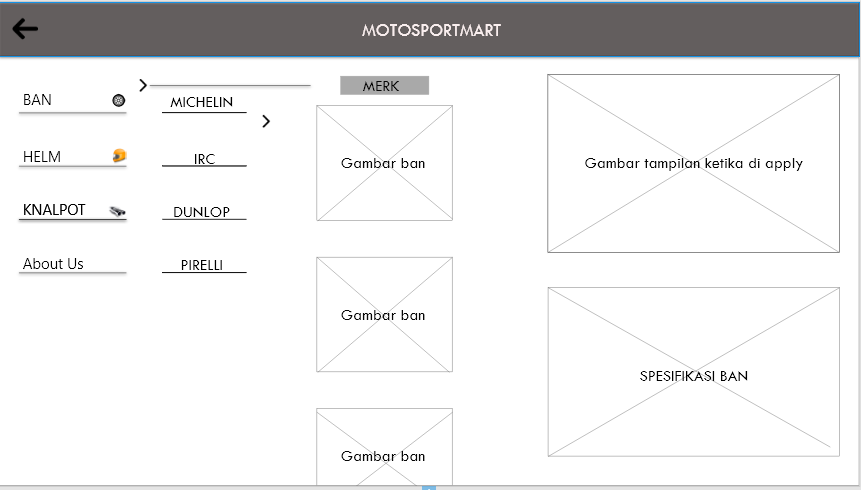 MOTOSPORTMART
BAN
HELM
KNALPOT
About Us
MICHELIN
IRC
DUNLOP
PIRELLI
MERK
Gambar ban
Gambar ban
Gambar ban
Gambar tampilan ketika di apply
SPESIFIKASI BAN